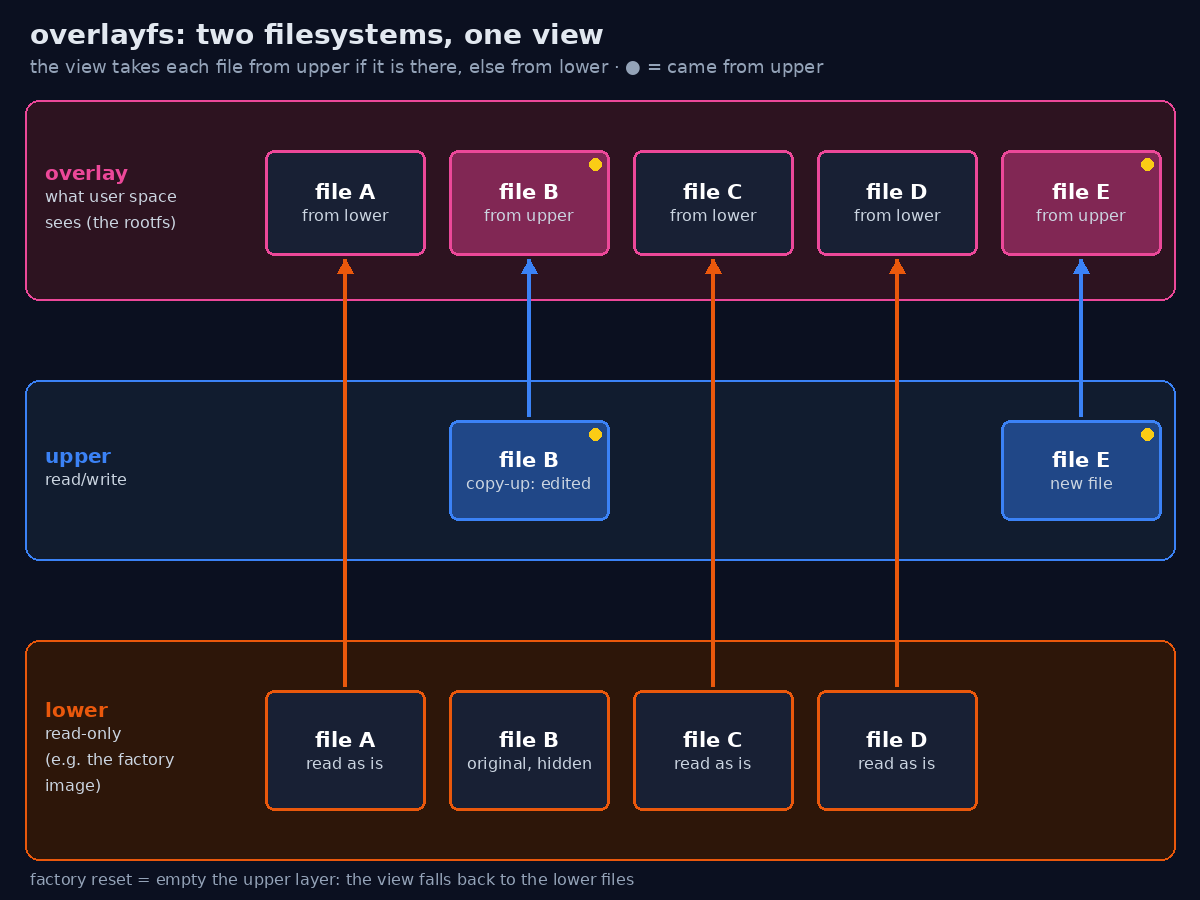 overlayfs: two filesystems, one view
the view takes each file from upper if it is there, else from lower · ● = came from upper
overlay
what user space
sees (the rootfs)
file A
from lower
file B
from upper
file C
from lower
file D
from lower
file E
from upper
upper
read/write
file B
copy-up: edited
file E
new file
lower
read-only
(e.g. the factory
image)
file A
read as is
file B
original, hidden
file C
read as is
file D
read as is
factory reset = empty the upper layer: the view falls back to the lower files